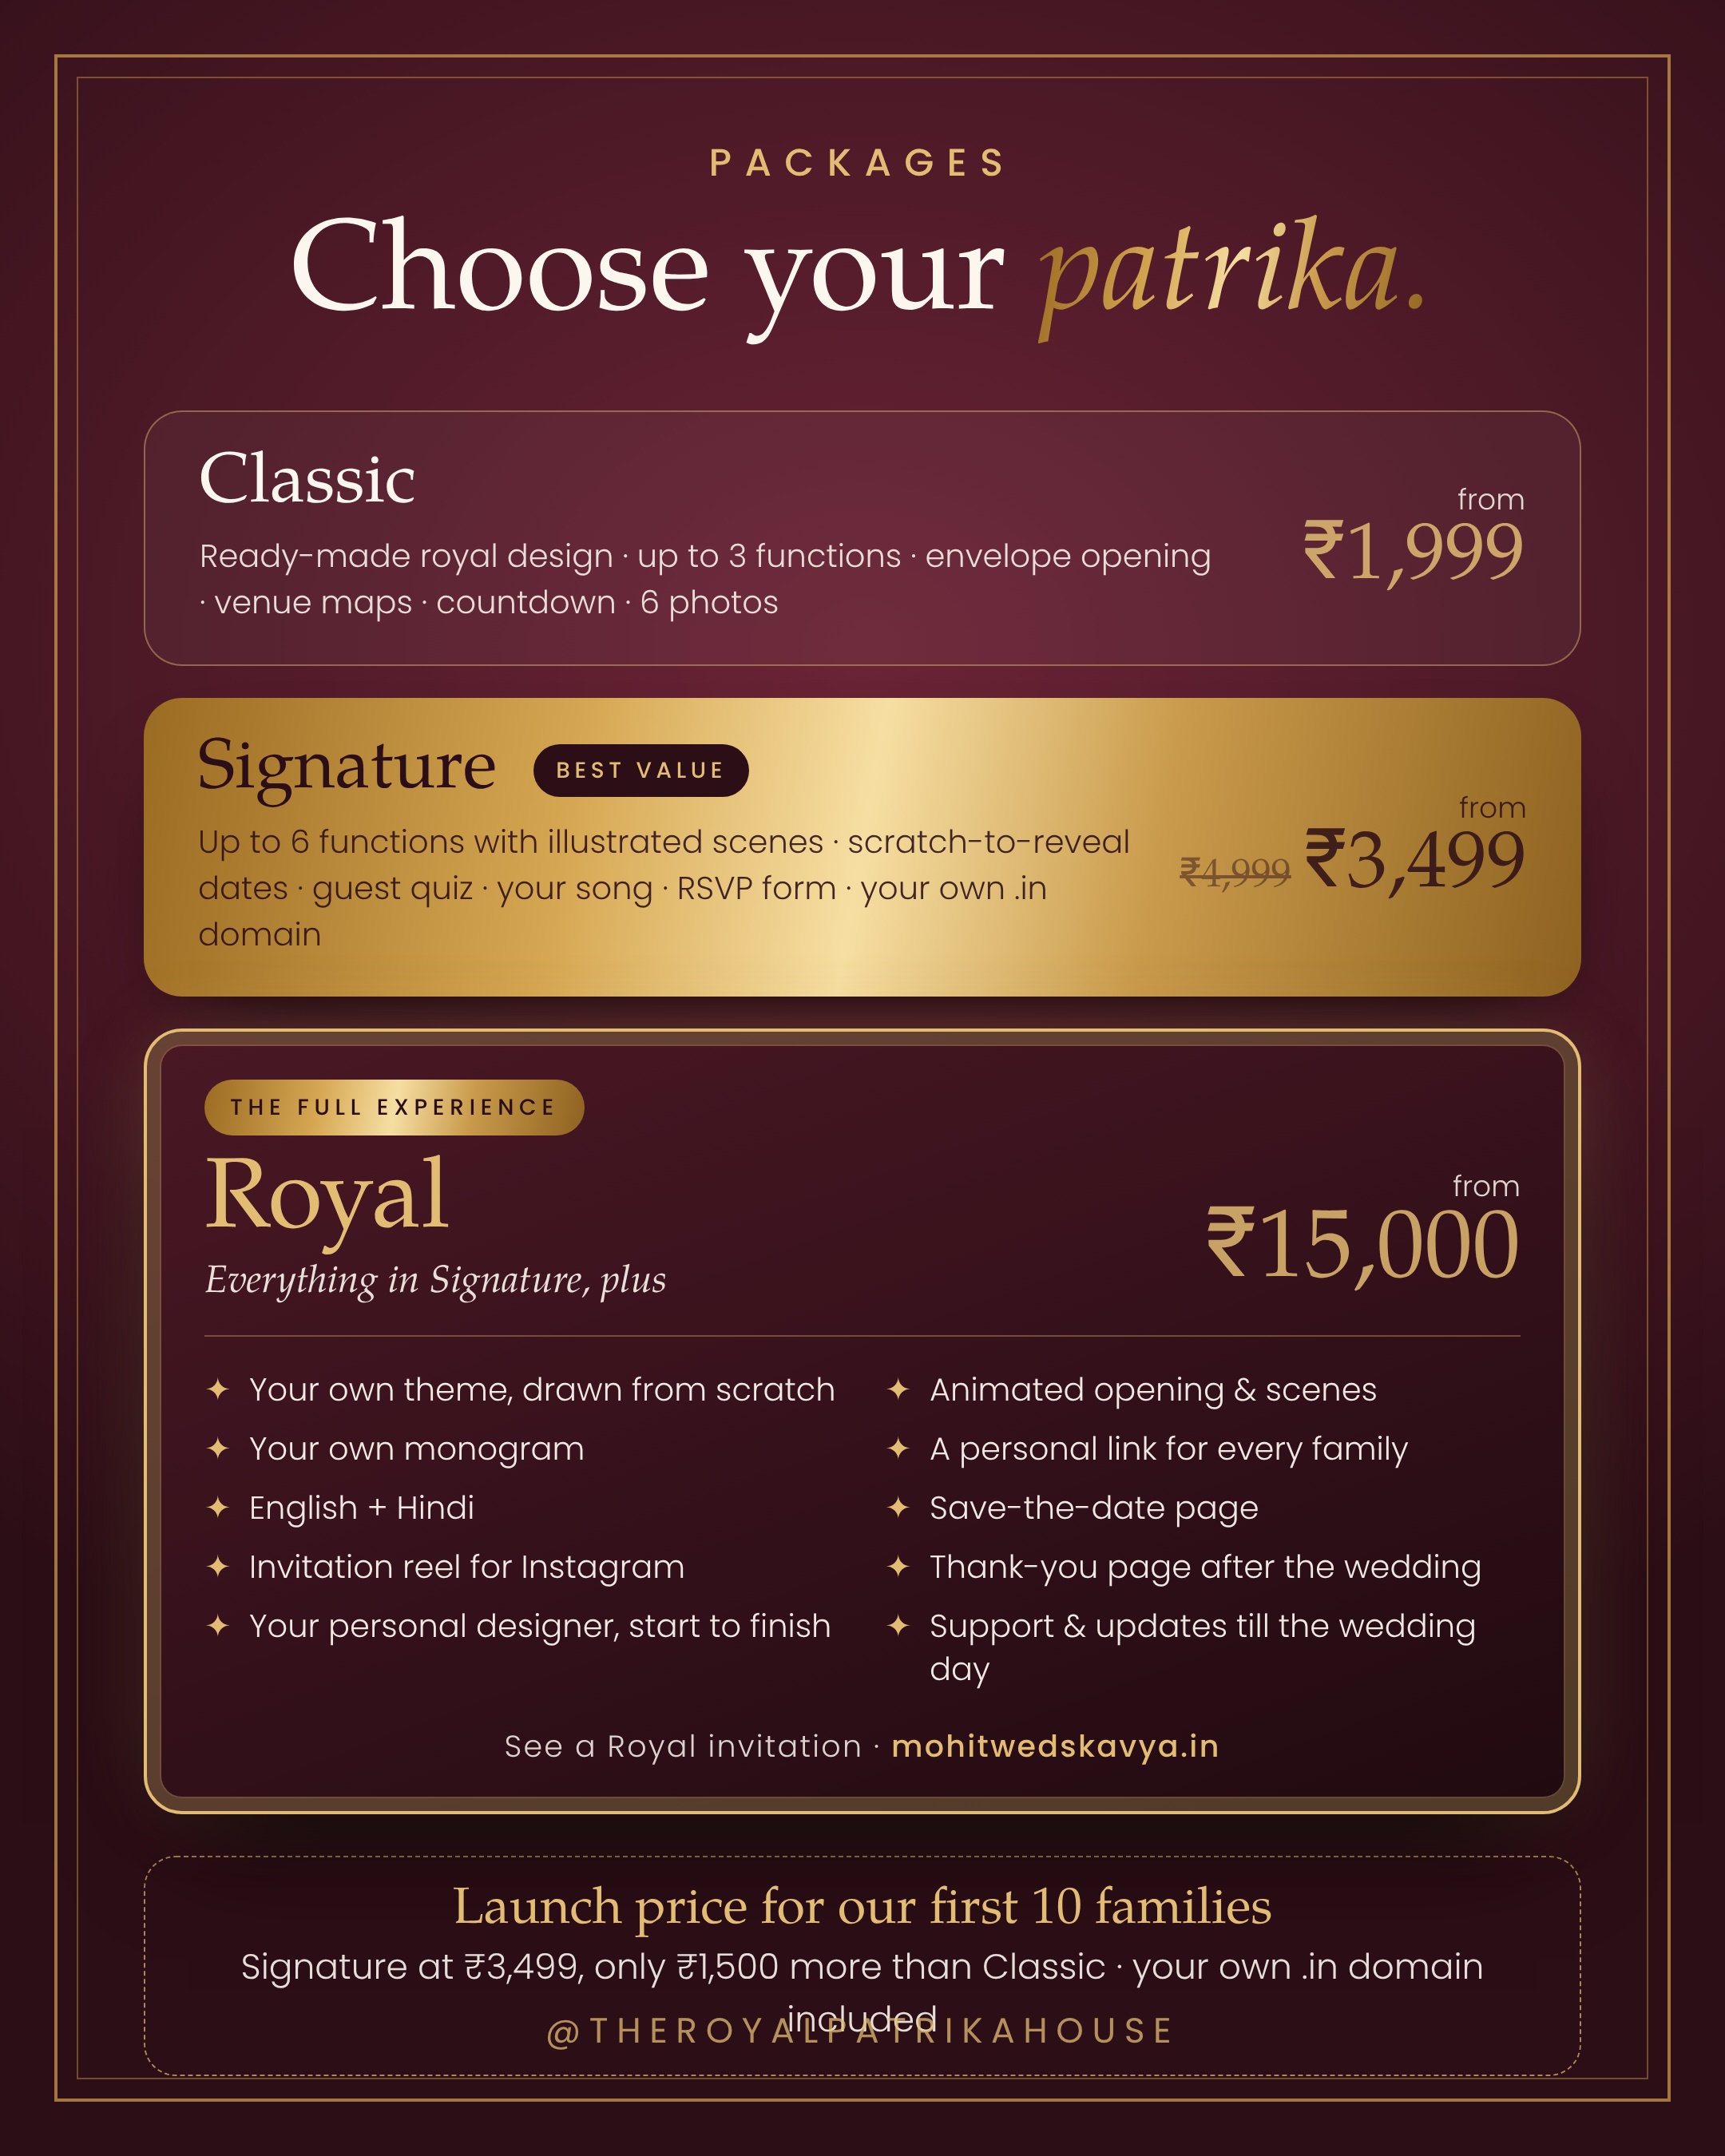 PACKAGES
Choose your patrika.
Classic
Ready-made royal design · up to 3 functions · envelope opening
· venue maps · countdown · 6 photos
from
₹1,999
Signature
BEST VALUE
Up to 6 functions with illustrated scenes · scratch-to-reveal
dates · guest quiz · your song · RSVP form · your own .in
domain
from
₹4,999 ₹3,499
THE FULL EXPERIENCE
Royal
Everything in Signature, plus
from
₹15,000
✦ Your own theme, drawn from scratch
✦ Your own monogram
✦ English + Hindi
✦ Invitation reel for Instagram
✦ Your personal designer, start to finish
✦ Animated opening & scenes
✦ A personal link for every family
✦ Save-the-date page
✦ Thank-you page after the wedding
✦ Support & updates till the wedding
day
See a Royal invitation · mohitwedskavya.in
Launch price for our first 10 families
Signature at ₹3,499, only ₹1,500 more than Classic · your own .in domain
included
@THEROYALPATRIKAHOUSE